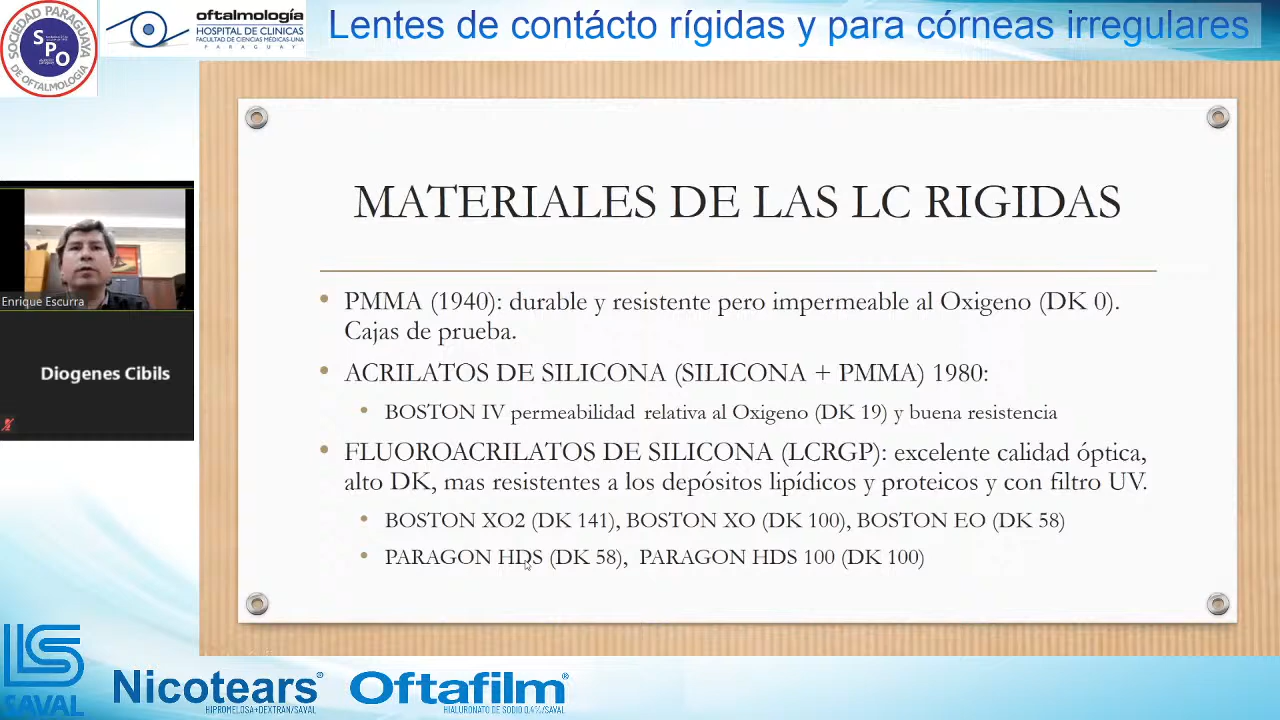 Lentes de contácto rígidas y para córneas irregulares
SOCIEDAD PARAGUAYA
SPO
DE OFTALMOLOGIA
oftalmología
HOSPITAL DE CLINICAS
FACULTAD DE CIENCIAS MÉDICAS-UNA
PARAGUAY
MATERIALES DE LAS LC RIGIDAS
• PMMA (1940): durable y resistente pero impermeable al Oxigeno (DK 0).
Cajas de prueba.
• ACRILATOS DE SILICONA (SILICONA + PMMA) 1980:
• BOSTON IV permeabilidad relativa al Oxigeno (DK 19) y buena resistencia
• FLUOROACRILATOS DE SILICONA (LCRGP): excelente calidad óptica,
alto DK, mas resistentes a los depósitos lipídicos y proteicos y con filtro UV.
• BOSTON XO2 (DK 141), BOSTON XO (DK 100), BOSTON EO (DK 58)
• PARAGON HDS (DK 58), PARAGON HDS 100 (DK 100)
Enrique Escurra
Diogenes Cibils
LS
SAVAL
Nicotears®
HIPROMELOSA+DEXTRAN/SAVAL
Oftafilm®
HIALURONATO DE SODIO 0.4%/SAVAL